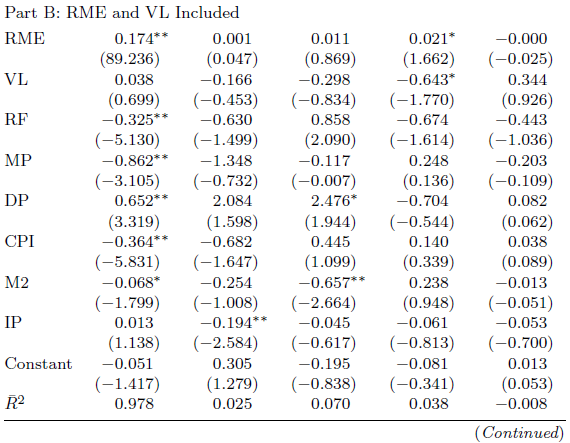 Part B: RME and VL Included
RME 0.174** 0.001 0.011 0.021* −0.000
(89.236) (0.047) (0.869) (1.662) (−0.025)
VL 0.038 −0.166 −0.298 −0.643* 0.344
(0.699) (−0.453) (−0.834) (−1.770) (0.926)
RF −0.325** −0.630 0.858 −0.674 −0.443
(−5.130) (−1.499) (2.090) (−1.614) (−1.036)
MP −0.862** −1.348 −0.117 0.248 −0.203
(−3.105) (−0.732) (−0.007) (0.136) (−0.109)
DP 0.652** 2.084 2.476* −0.704 0.082
(3.319) (1.598) (1.944) (−0.544) (0.062)
CPI −0.364** −0.682 0.445 0.140 0.038
(−5.831) (−1.647) (1.099) (0.339) (0.089)
M2 −0.068* −0.254 −0.657** 0.238 −0.013
(−1.799) (−1.008) (−2.664) (0.948) (−0.051)
IP 0.013 −0.194** −0.045 −0.061 −0.053
(1.138) (−2.584) (−0.617) (−0.813) (−0.700)
Constant −0.051 0.305 −0.195 −0.081 0.013
(−1.417) (1.279) (−0.838) (−0.341) (0.053)
R̄² 0.978 0.025 0.070 0.038 −0.008
(Continued)